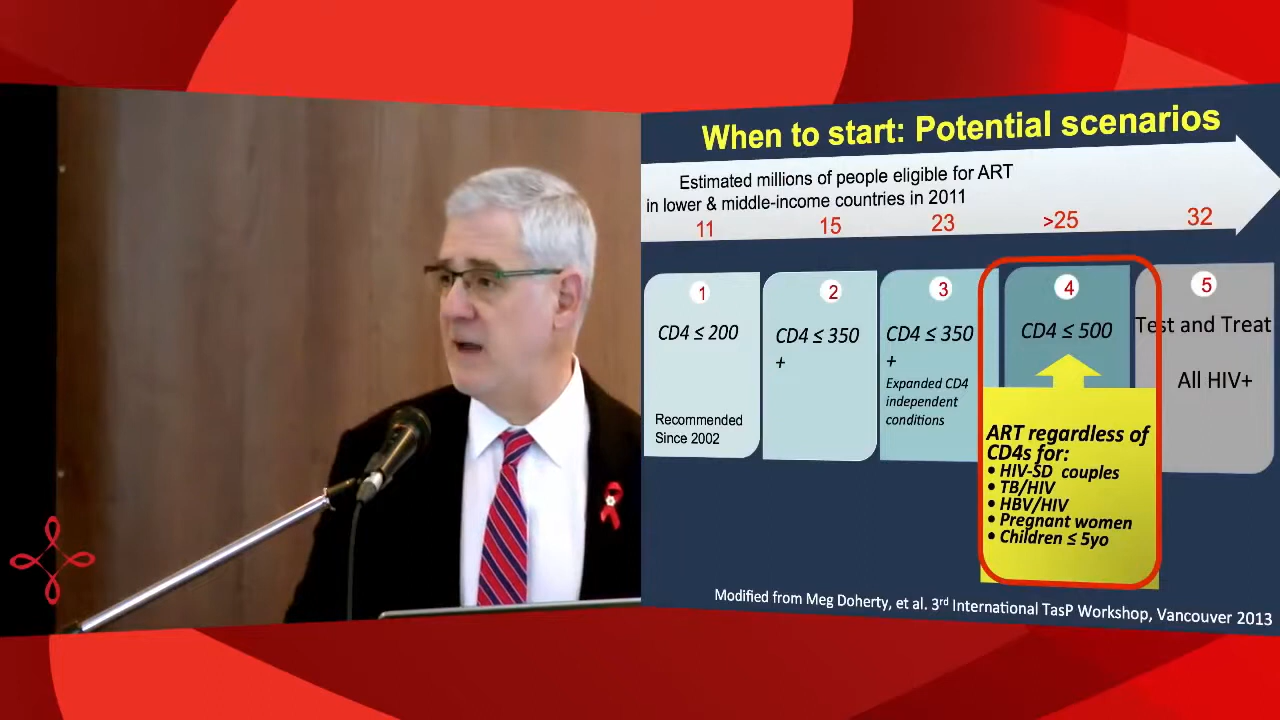 When to start: Potential scenarios
Estimated millions of people eligible for ART
in lower & middle-income countries in 2011
11 15 23 >25 32
1
CD4 ≤ 200
Recommended
Since 2002
2
CD4 ≤ 350
+
3
CD4 ≤ 350
+
Expanded CD4
independent
conditions
4
CD4 ≤ 500
ART regardless of
CD4s for:
• HIV-SD couples
• TB/HIV
• HBV/HIV
• Pregnant women
• Children ≤ 5yo
5
Test and Treat
All HIV+
Modified from Meg Doherty, et al. 3rd International TasP Workshop, Vancouver 2013